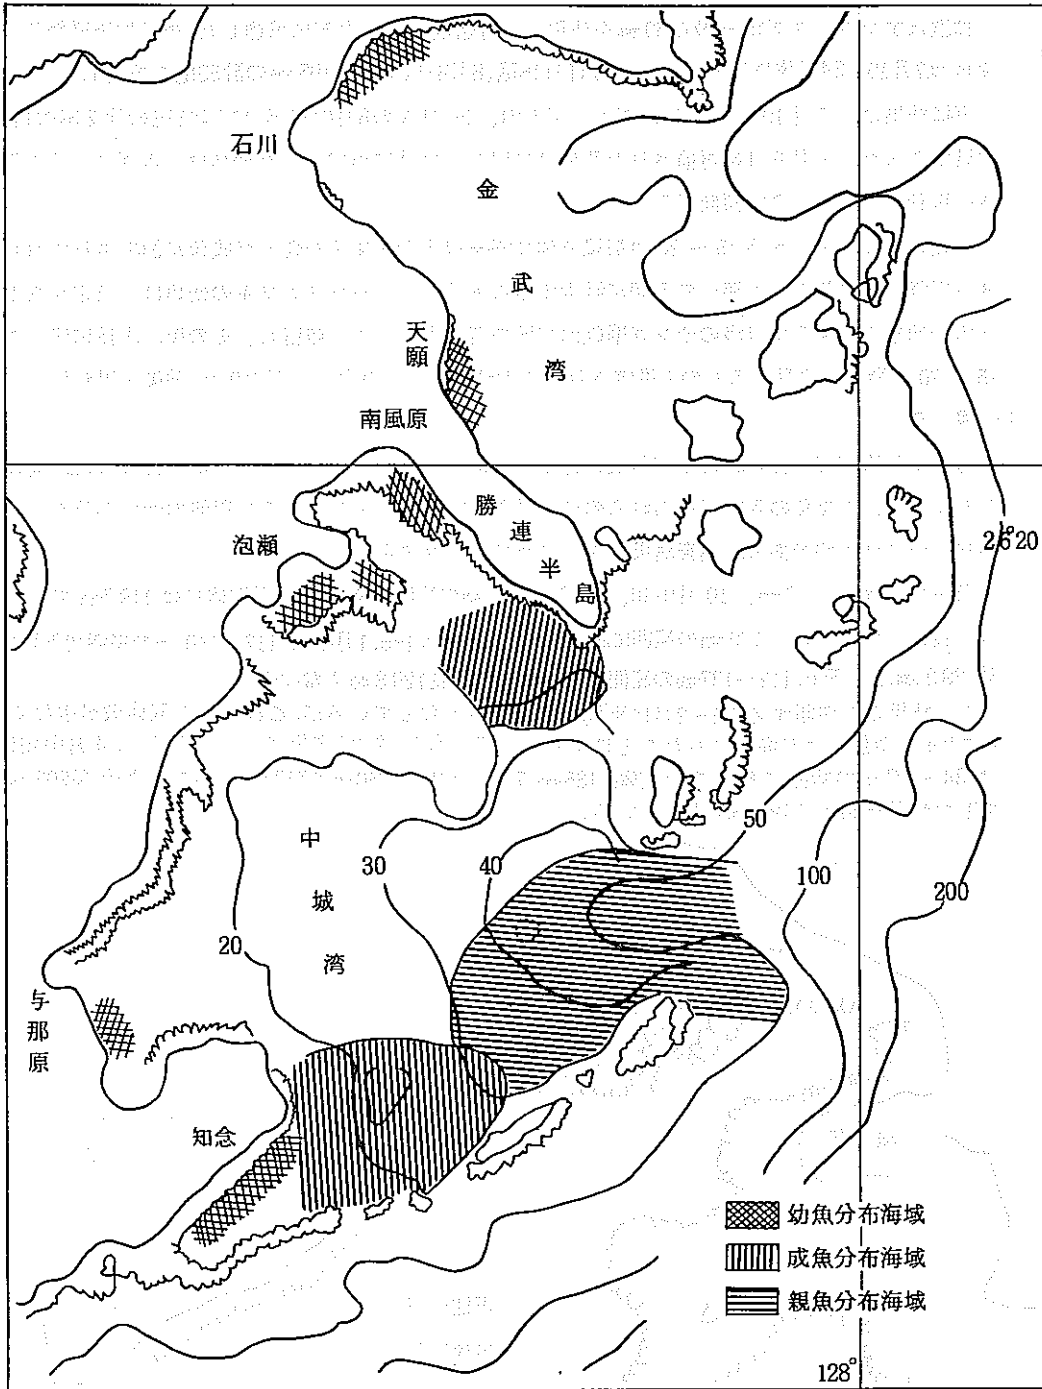 石川
金武湾
天願
南風原
勝連半島
泡瀬
26°20
50
中城湾
30
40
100
200
20
与那原
知念
幼魚分布海域
成魚分布海域
親魚分布海域
128°